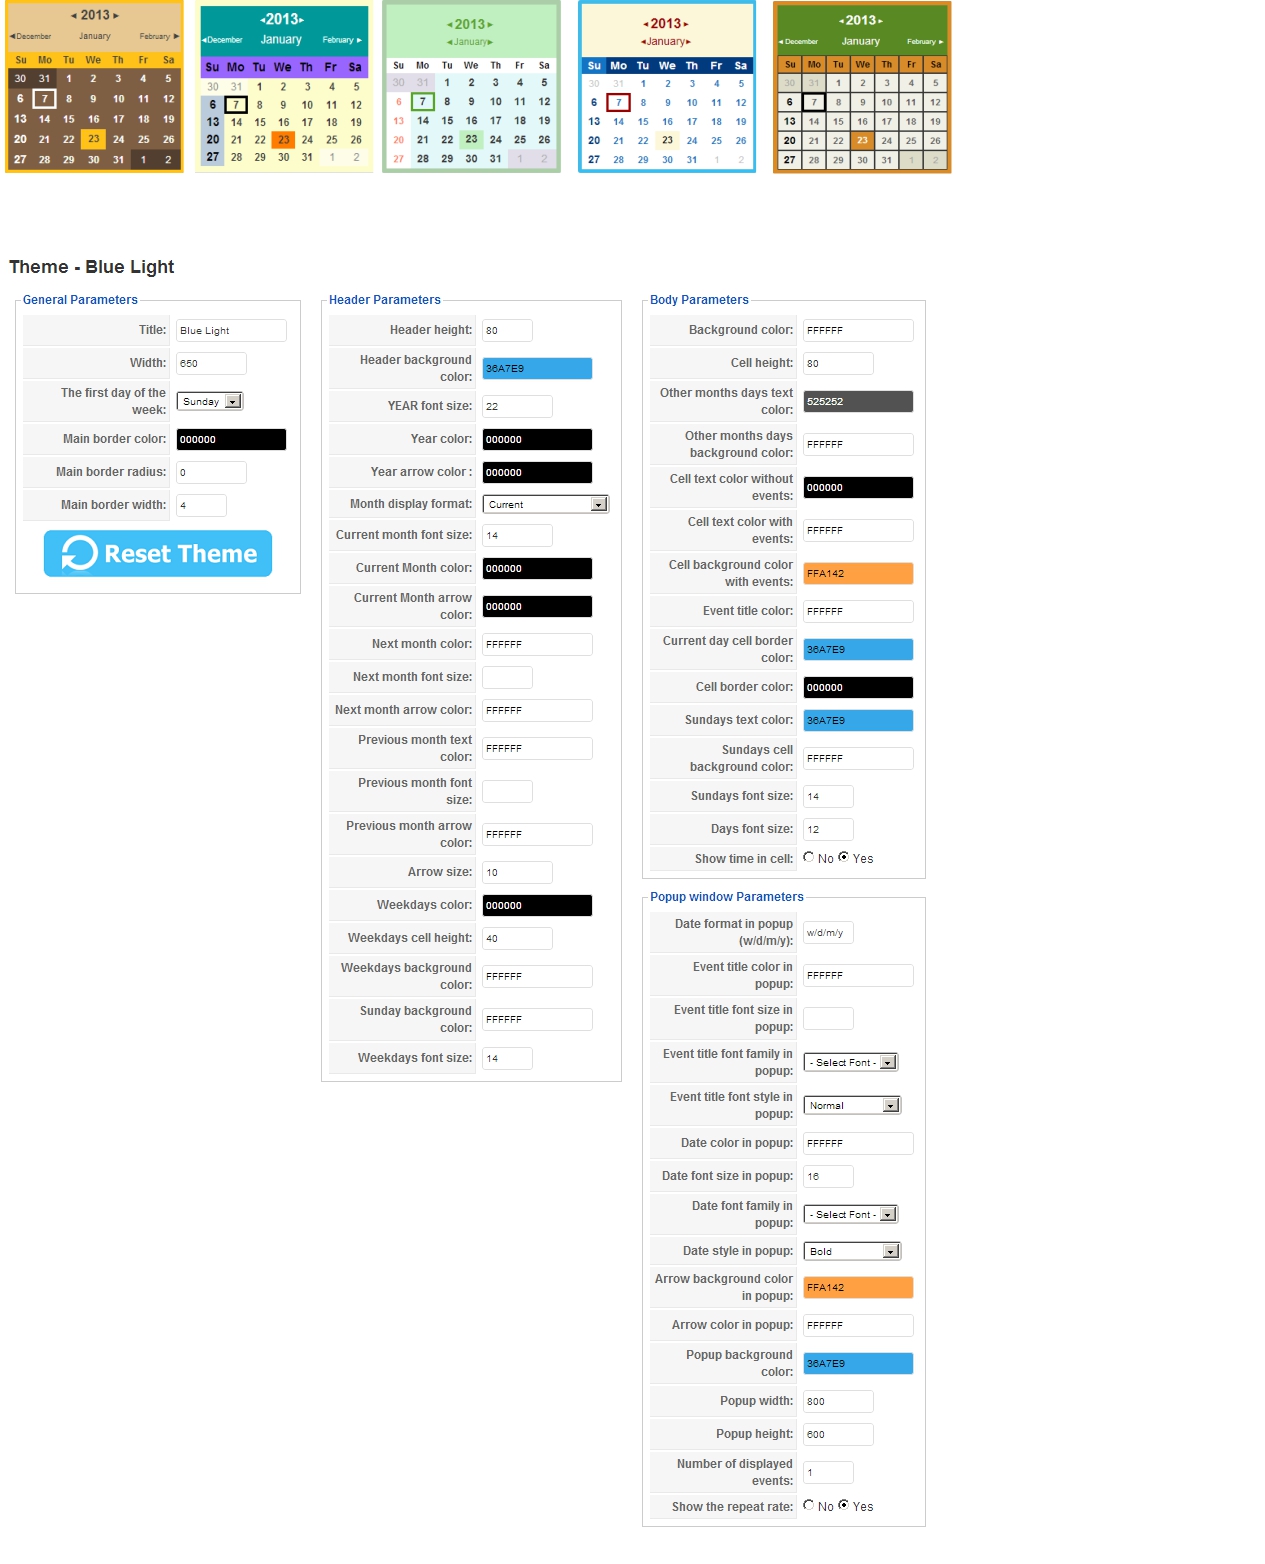 ◂ 2013 ▸
◀December January February ▶
Su Mo Tu We Th Fr Sa
30 31 1 2 3 4 5
6 7 8 9 10 11 12
13 14 15 16 17 18 19
20 21 22 23 24 25 26
27 28 29 30 31 1 2
◂2013▸
◀December January February ▶
Su Mo Tu We Th Fr Sa
30 31 1 2 3 4 5
6 7 8 9 10 11 12
13 14 15 16 17 18 19
20 21 22 23 24 25 26
27 28 29 30 31 1 2
◂2013▸
◂January▸
Su Mo Tu We Th Fr Sa
30 31 1 2 3 4 5
6 7 8 9 10 11 12
13 14 15 16 17 18 19
20 21 22 23 24 25 26
27 28 29 30 31 1 2
◂2013▸
◂January▸
Su Mo Tu We Th Fr Sa
30 31 1 2 3 4 5
6 7 8 9 10 11 12
13 14 15 16 17 18 19
20 21 22 23 24 25 26
27 28 29 30 31 1 2
◂2013▸
◀ December January February ▶
Su Mo Tu We Th Fr Sa
30 31 1 2 3 4 5
6 7 8 9 10 11 12
13 14 15 16 17 18 19
20 21 22 23 24 25 26
27 28 29 30 31 1 2
Theme - Blue Light
General Parameters
Title: Blue Light
Width: 650
The first day of the
week: Sunday
Main border color: 000000
Main border radius: 0
Main border width: 4
Reset Theme
Header Parameters
Header height: 80
Header background
color: 36A7E9
YEAR font size: 22
Year color: 000000
Year arrow color : 000000
Month display format: Current
Current month font size: 14
Current Month color: 000000
Current Month arrow
color: 000000
Next month color: FFFFFF
Next month font size:
Next month arrow color: FFFFFF
Previous month text
color: FFFFFF
Previous month font
size:
Previous month arrow
color: FFFFFF
Arrow size: 10
Weekdays color: 000000
Weekdays cell height: 40
Weekdays background
color: FFFFFF
Sunday background
color: FFFFFF
Weekdays font size: 14
Body Parameters
Background color: FFFFFF
Cell height: 80
Other months days text
color: 525252
Other months days
background color: FFFFFF
Cell text color without
events: 000000
Cell text color with
events: FFFFFF
Cell background color
with events: FFA142
Event title color: FFFFFF
Current day cell border
color: 36A7E9
Cell border color: 000000
Sundays text color: 36A7E9
Sundays cell
background color: FFFFFF
Sundays font size: 14
Days font size: 12
Show time in cell: No Yes
Popup window Parameters
Date format in popup
(w/d/m/y): w/d/m/y
Event title color in
popup: FFFFFF
Event title font size in
popup:
Event title font family in
popup: - Select Font -
Event title font style in
popup: Normal
Date color in popup: FFFFFF
Date font size in popup: 16
Date font family in
popup: - Select Font -
Date style in popup: Bold
Arrow background color
in popup: FFA142
Arrow color in popup: FFFFFF
Popup background
color: 36A7E9
Popup width: 800
Popup height: 600
Number of displayed
events: 1
Show the repeat rate: No Yes